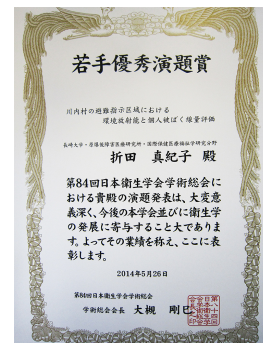 若手優秀演題賞
川内村の避難指示区域における
環境放射能と個人被ばく線量評価
長崎大学・原爆後障害医療研究所・国際保健医療福祉学研究分野
折田 真紀子 殿
第84回日本衛生学会学術総会に
おける貴殿の演題発表は、大変意
義深く、今後の本学会並びに衛生学
の発展に寄与すること大でありま
す。よってその業績を称え、ここに表
彰します。
2014年5月26日
第84回日本衛生学会学術総会
学術総会会長 大槻 剛巳